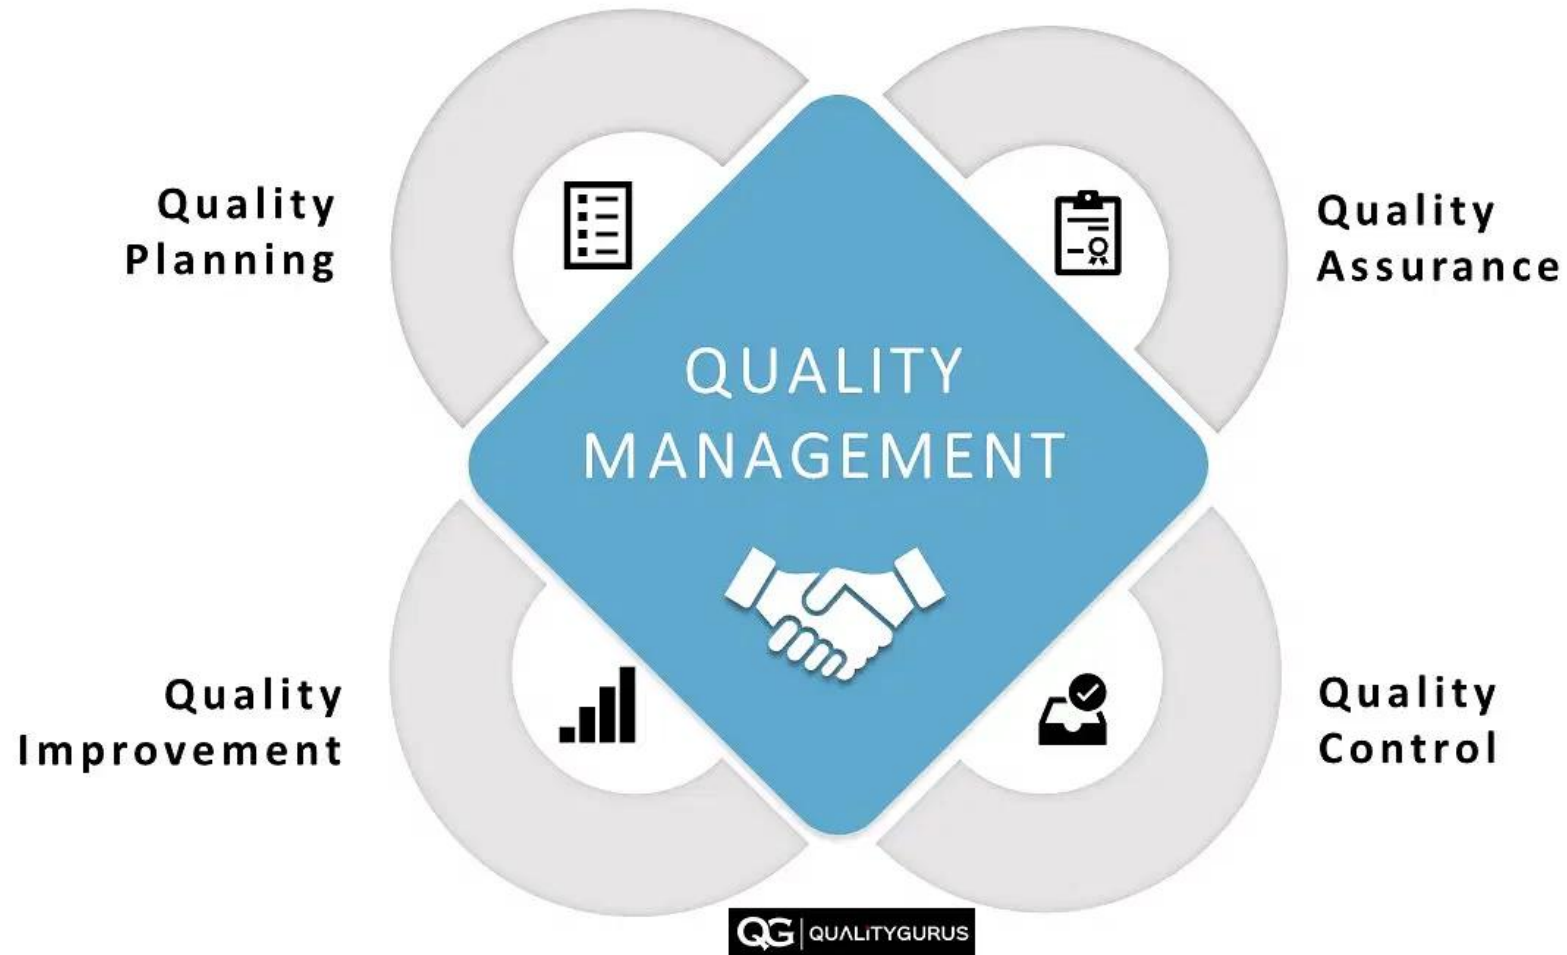 Quality
Planning
Quality
Assurance
QUALITY
MANAGEMENT
Quality
Improvement
Quality
Control
QG | QUALITYGURUS